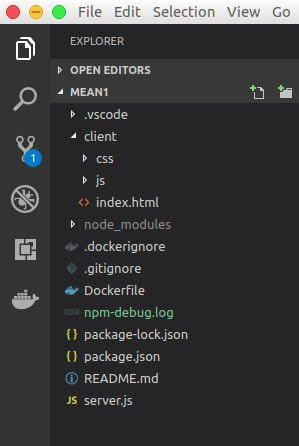 File Edit Selection View Go
EXPLORER
OPEN EDITORS
MEAN1
.vscode
client
css
js
<> index.html
node_modules
.dockerignore
.gitignore
Dockerfile
npm-debug.log
{ } package-lock.json
{ } package.json
README.md
JS server.js
1